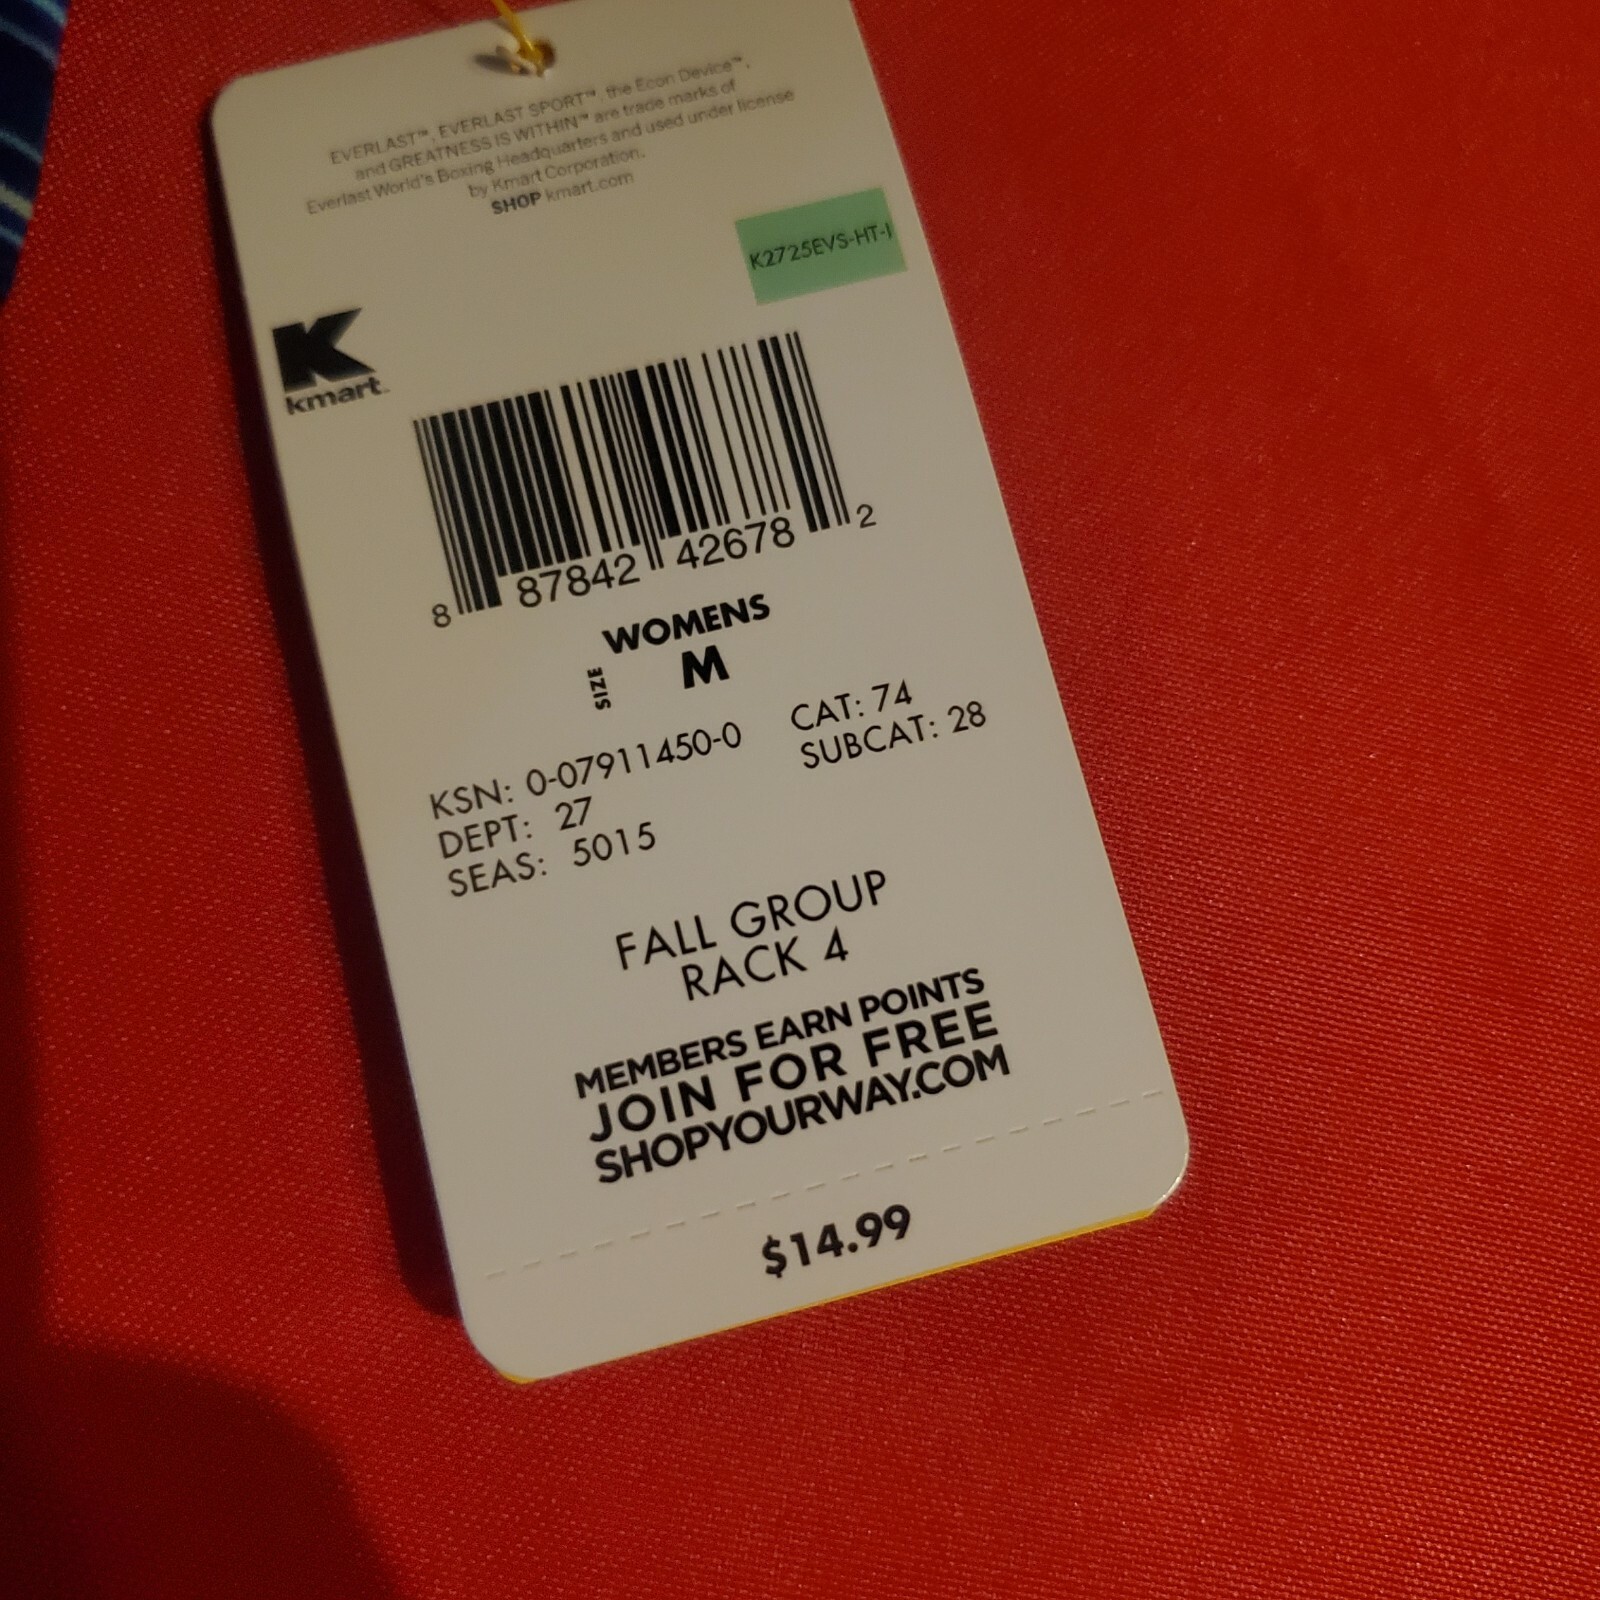 EVERLAST™, EVERLAST SPORT™, the Econ Device™,
and GREATNESS IS WITHIN™ are trade marks of
Everlast World's Boxing Headquarters and used under license
by Kmart Corporation.
SHOP kmart.com
K2725EVS-HT-I
K
kmart.
8 87842 42678 2
SIZE
WOMENS
M
KSN: 0-07911450-0
CAT: 74
DEPT: 27
SUBCAT: 28
SEAS: 5015
FALL GROUP
RACK 4
MEMBERS EARN POINTS
JOIN FOR FREE
SHOPYOURWAY.COM
$14.99